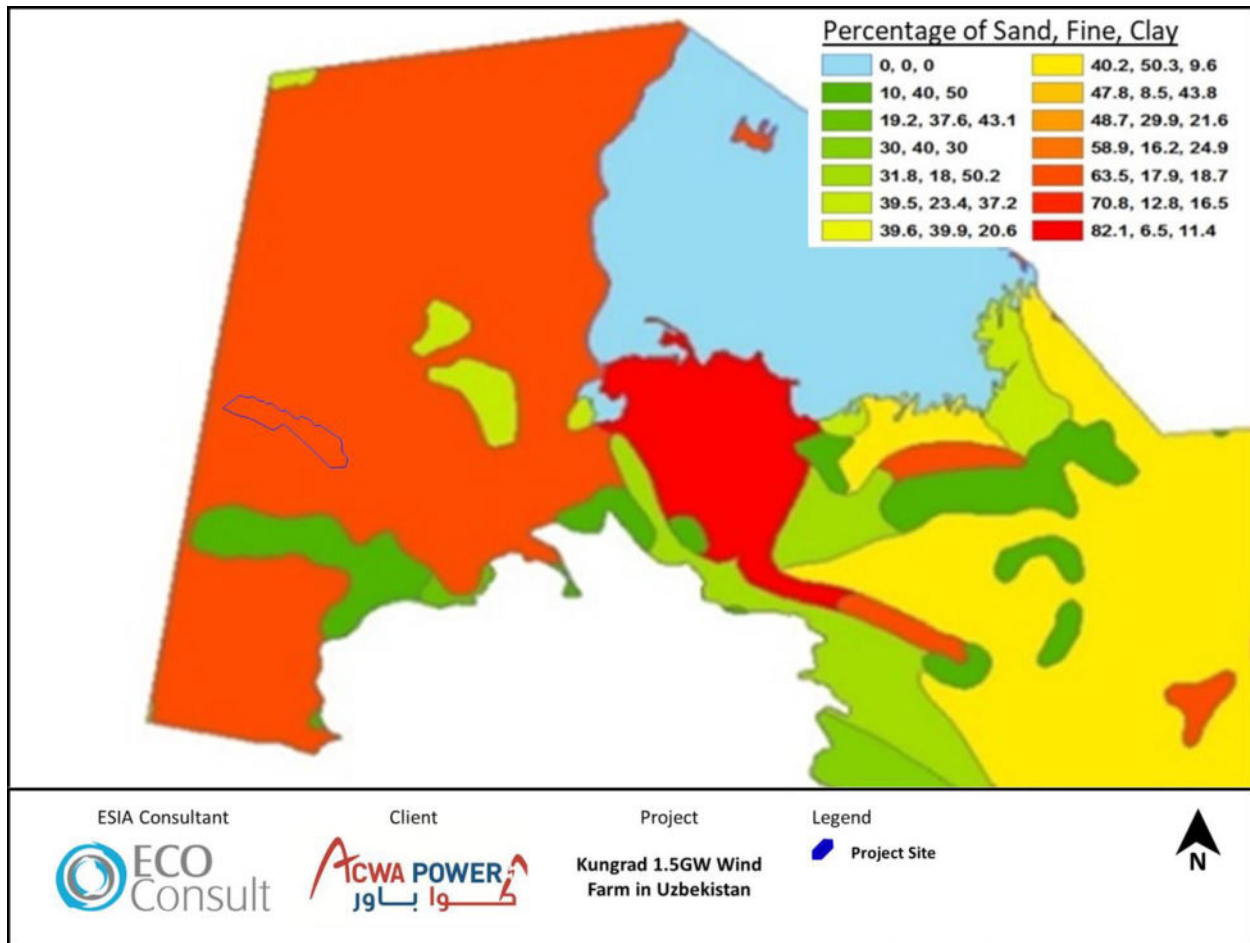 Percentage of Sand, Fine, Clay
0, 0, 0
10, 40, 50
19.2, 37.6, 43.1
30, 40, 30
31.8, 18, 50.2
39.5, 23.4, 37.2
39.6, 39.9, 20.6
40.2, 50.3, 9.6
47.8, 8.5, 43.8
48.7, 29.9, 21.6
58.9, 16.2, 24.9
63.5, 17.9, 18.7
70.8, 12.8, 16.5
82.1, 6.5, 11.4
ESIA Consultant
ECO
Consult
Client
ACWA POWER
أكوا باور
Project
Kungrad 1.5GW Wind
Farm in Uzbekistan
Legend
Project Site
N